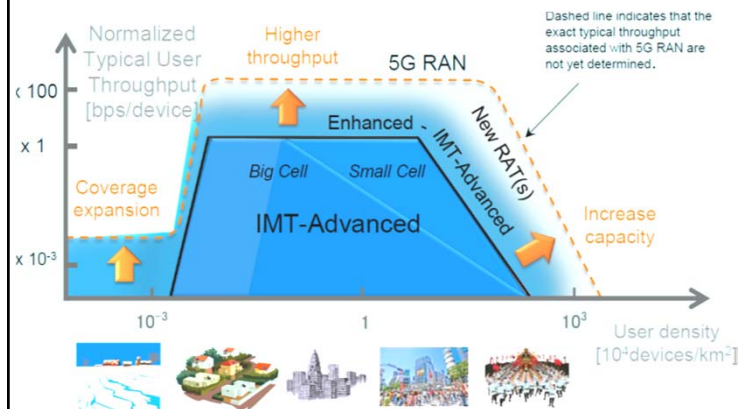 Normalized
Typical User
Throughput
[bps/device]
Higher
throughput
5G RAN
Dashed line indicates that the
exact typical throughput
associated with 5G RAN are
not yet determined.
x 100
x 1
x 10-3
Enhanced -
IMT-Advanced
New RAT(s)
Big Cell
Small Cell
IMT-Advanced
Coverage
expansion
Increase
capacity
10-3
1
103
User density
[104devices/km2]